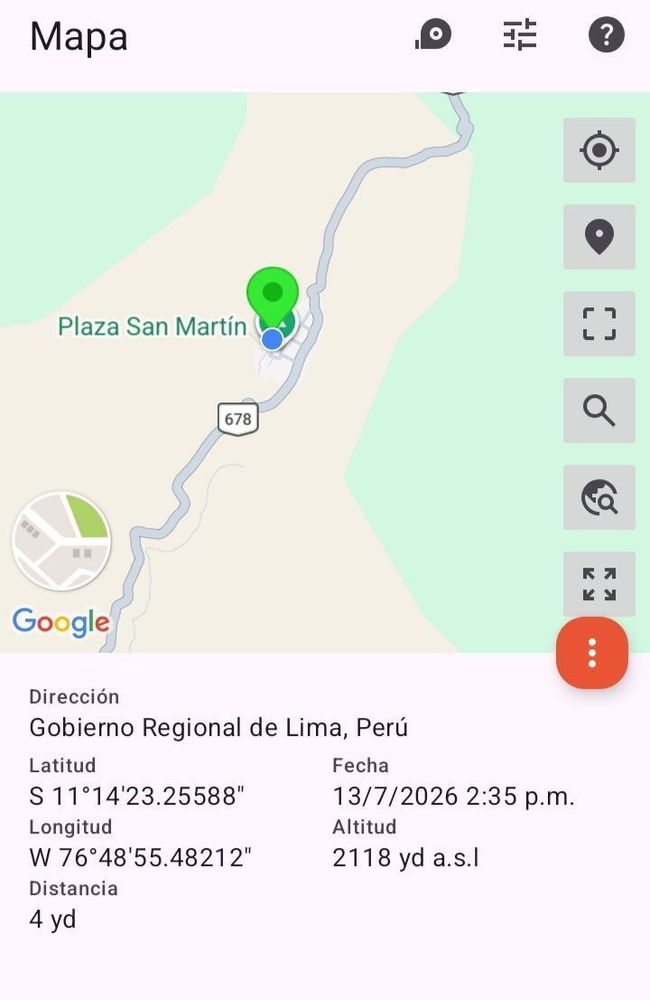 Mapa
Plaza San Martín
678
Google
Dirección
Gobierno Regional de Lima, Perú
Latitud
S 11°14'23.25588"
Fecha
13/7/2026 2:35 p.m.
Longitud
W 76°48'55.48212"
Altitud
2118 yd a.s.l
Distancia
4 yd